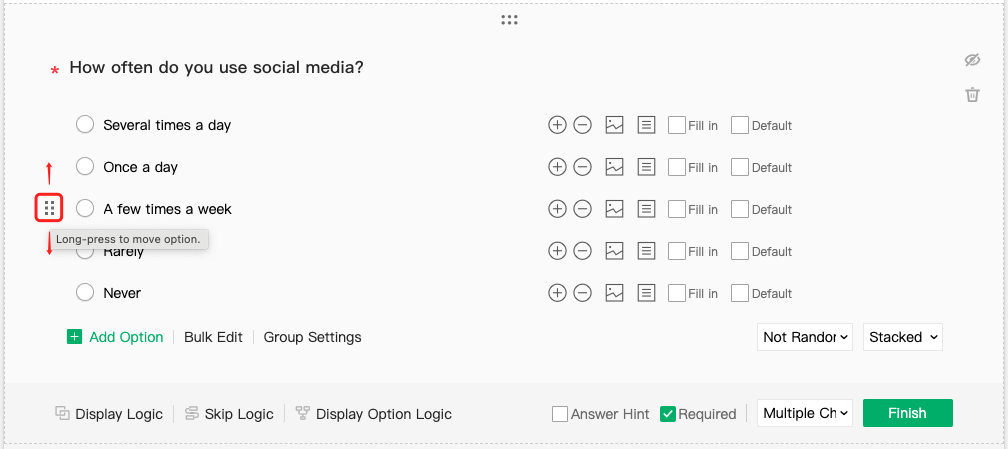 * How often do you use social media?
Several times a day Fill in Default
Once a day Fill in Default
A few times a week Fill in Default
Long-press to move option.
Rarely Fill in Default
Never Fill in Default
Add Option Bulk Edit Group Settings Not Randor Stacked
Display Logic Skip Logic Display Option Logic Answer Hint Required Multiple Ch Finish